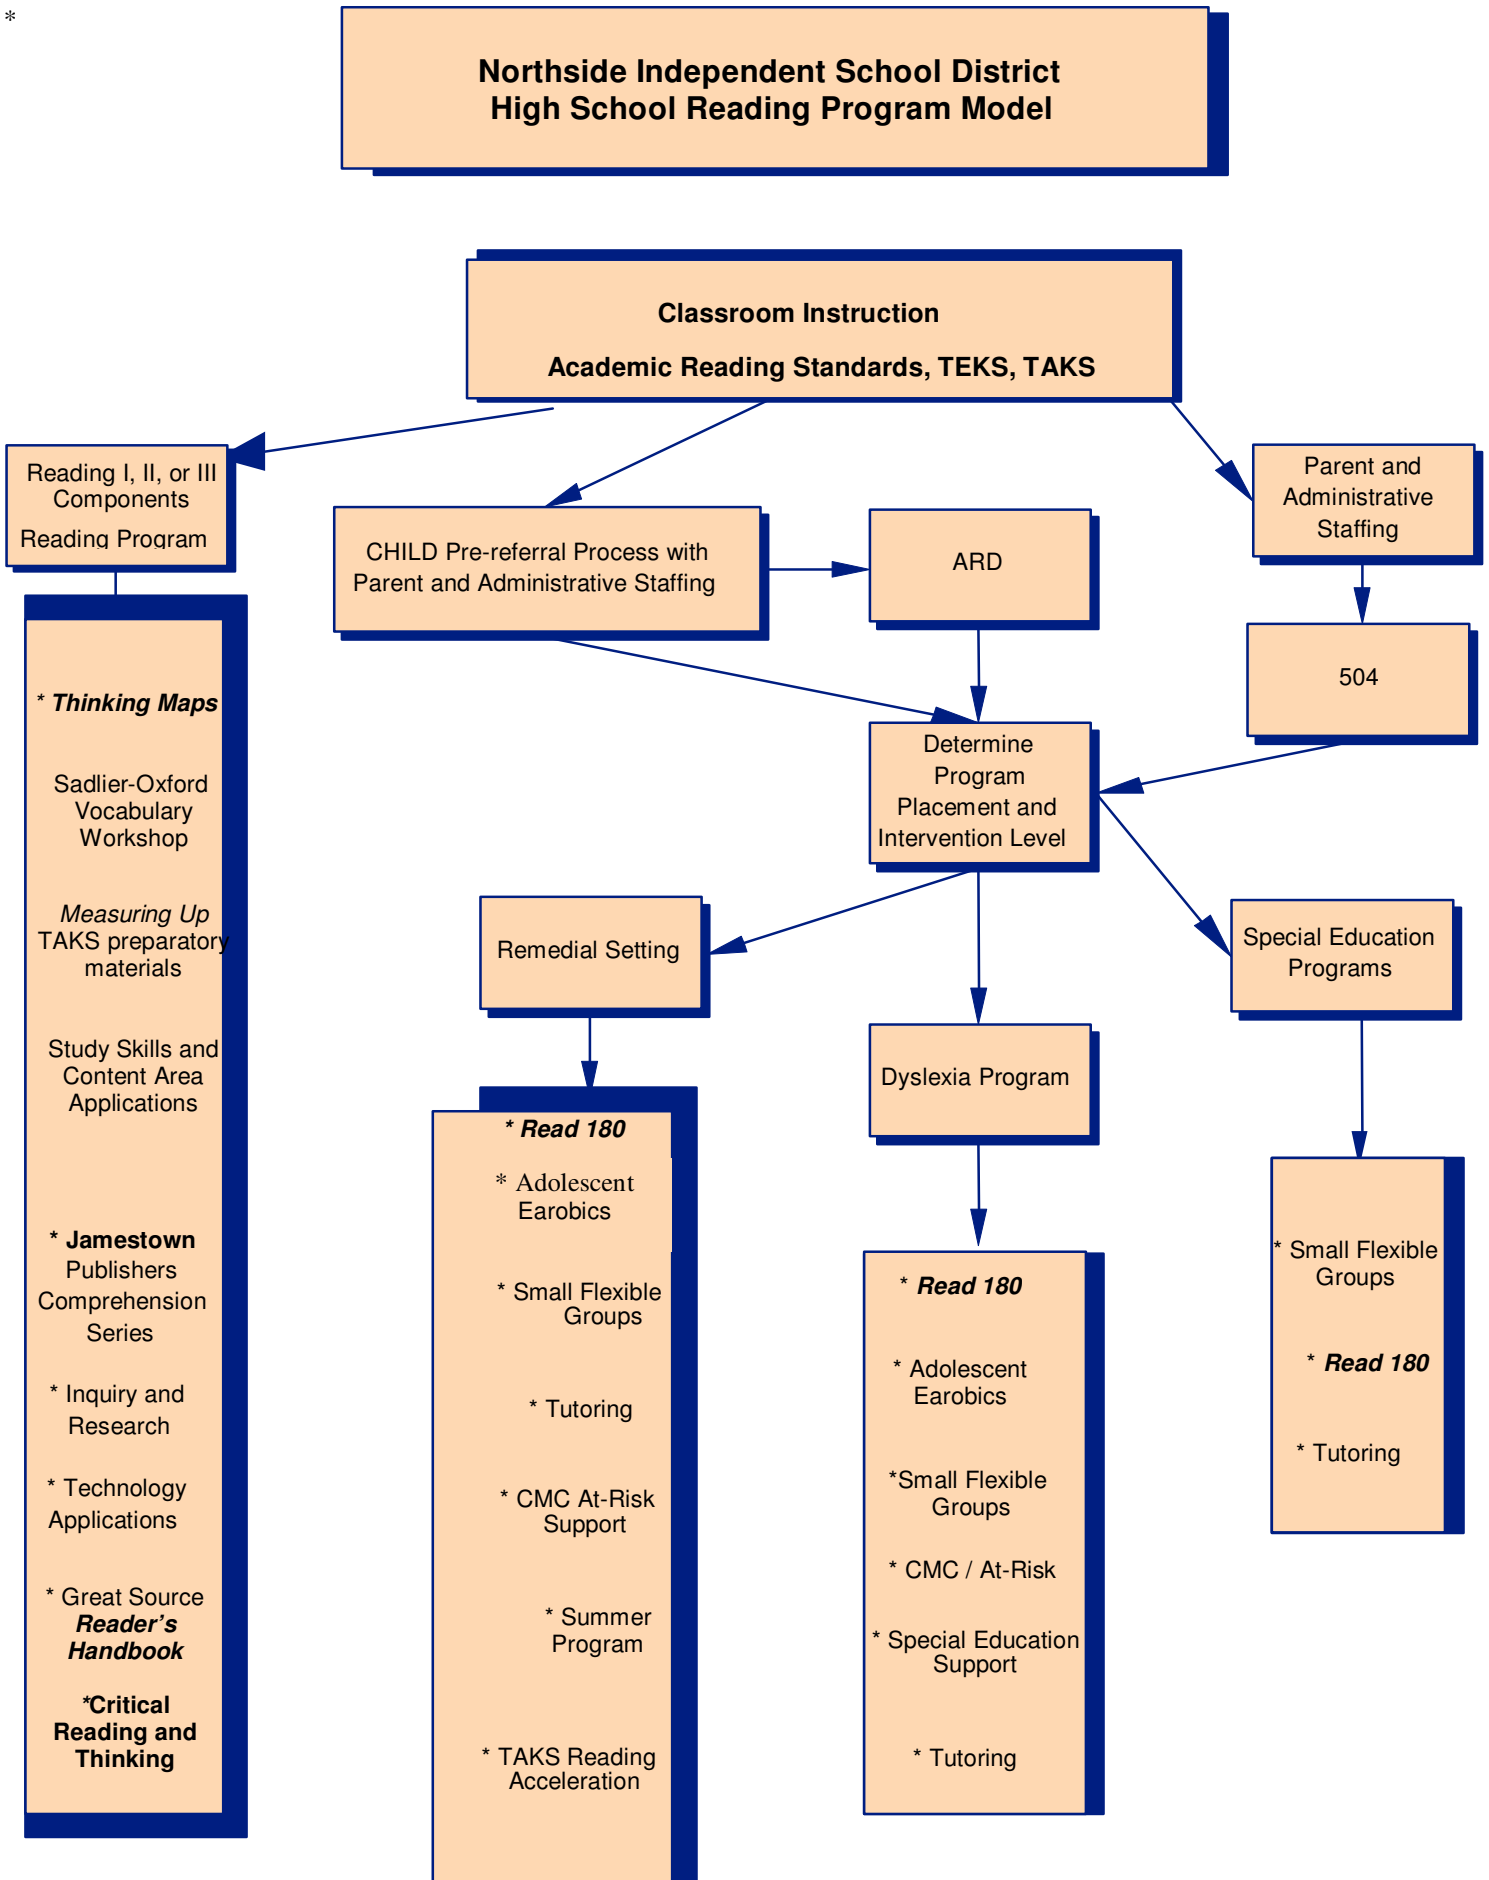 *
Northside Independent School District
High School Reading Program Model
Classroom Instruction
Academic Reading Standards, TEKS, TAKS
Reading I, II, or III
Components
Reading Program
CHILD Pre-referral Process with
Parent and Administrative Staffing
ARD
Parent and
Administrative
Staffing
504
Determine
Program
Placement and
Intervention Level
Remedial Setting
Dyslexia Program
Special Education
Programs
* Thinking Maps
Sadlier-Oxford
Vocabulary
Workshop
Measuring Up
TAKS preparatory
materials
Study Skills and
Content Area
Applications
* Jamestown
Publishers
Comprehension
Series
* Inquiry and
Research
* Technology
Applications
* Great Source
Reader's
Handbook
*Critical
Reading and
Thinking
* Read 180
* Adolescent
Earobics
* Small Flexible
Groups
* Tutoring
* CMC At-Risk
Support
* Summer
Program
* TAKS Reading
Acceleration
* Read 180
* Adolescent
Earobics
*Small Flexible
Groups
* CMC / At-Risk
* Special Education
Support
* Tutoring
* Small Flexible
Groups
* Read 180
* Tutoring